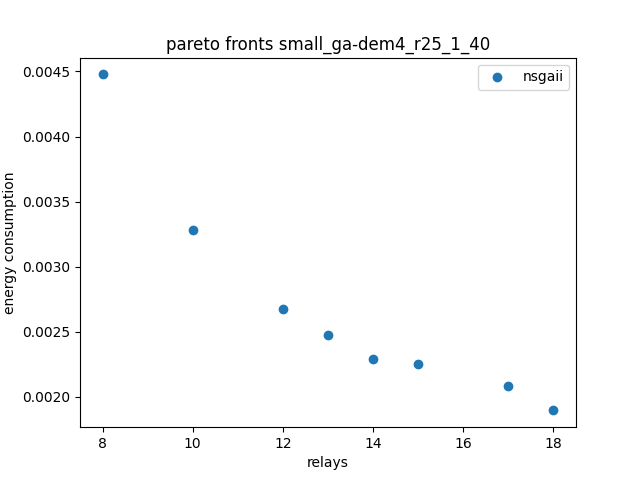 pareto fronts small_ga-dem4_r25_1_40
nsgaii
0.0045
0.0040
0.0035
0.0030
0.0025
0.0020
energy consumption
8 10 12 14 16 18
relays